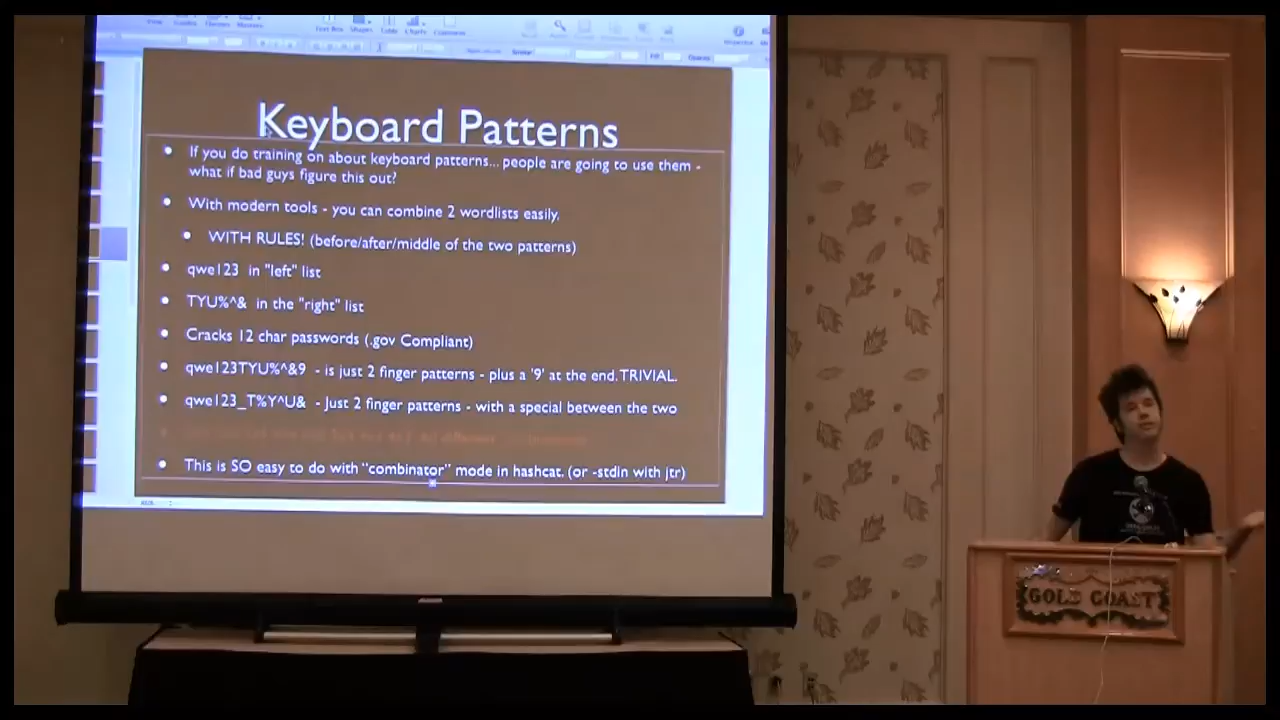 Keyboard Patterns
If you do training on about keyboard patterns... people are going to use them -
what if bad guys figure this out?
With modern tools - you can combine 2 wordlists easily.
WITH RULES! (before/after/middle of the two patterns)
qwe123 in "left" list
TYU%^& in the "right" list
Cracks 12 char passwords (.gov Compliant)
qwe123TYU%^&9 - is just 2 finger patterns - plus a '9' at the end. TRIVIAL.
qwe123_T%Y^U& - Just 2 finger patterns - with a special between the two
This is SO easy to do with "combinator" mode in hashcat. (or -stdin with jtr)
GOLD COAST